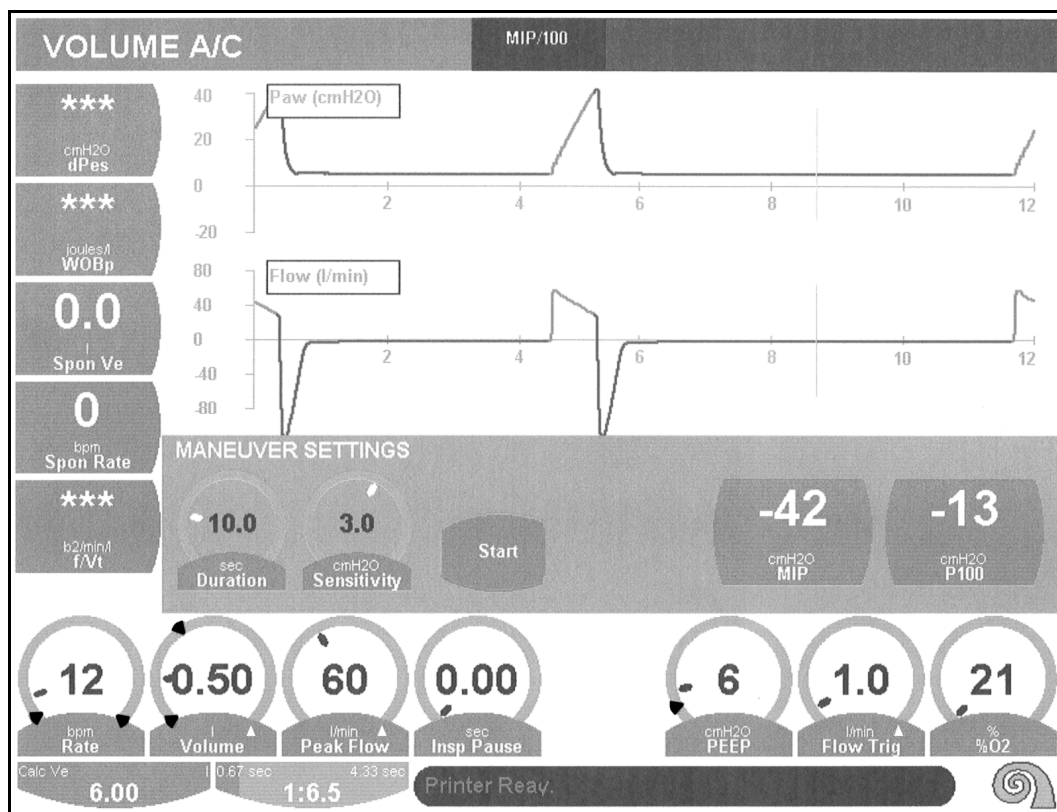 VOLUME A/C
MIP/100
***
cmH2O
dPes
***
joules/l
WOBp
0.0
l
Spon Ve
0
bpm
Spon Rate
***
b2/min/l
f/Vt
Paw (cmH2O)
40
20
0
-20
2 4 6 8 10 12
Flow (l/min)
80
40
0
-40
-80
2 4 6 8 10 12
MANEUVER SETTINGS
10.0
sec
Duration
3.0
cmH2O
Sensitivity
Start
-42
cmH2O
MIP
-13
cmH2O
P100
12
bpm
Rate
0.50
l
Volume
60
l/min
Peak Flow
0.00
sec
Insp Pause
6
cmH2O
PEEP
1.0
l/min
Flow Trig
21
%
%O2
Calc Ve l
6.00
0.67 sec 4.33 sec
1:6.5
Printer Reay.